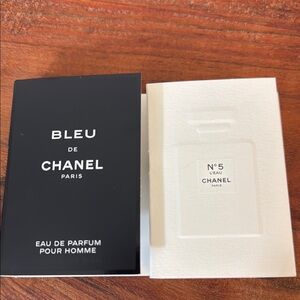 BLEU
DE
CHANEL
PARIS
EAU DE PARFUM
POUR HOMME
N°5
L'EAU
CHANEL
PARIS